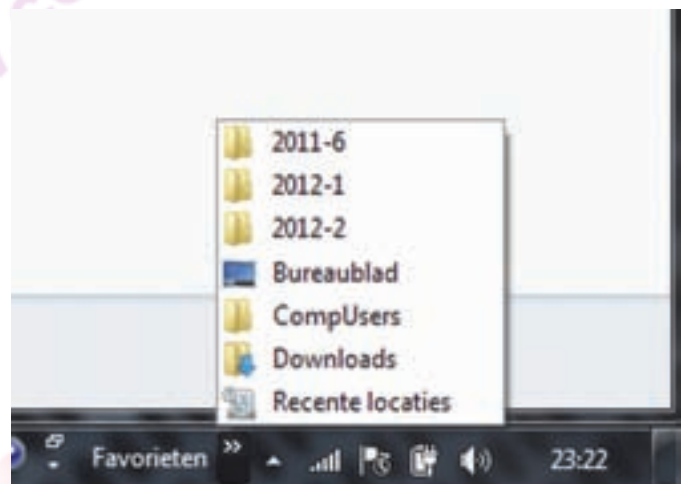 2011-6
2012-1
2012-2
Bureaublad
CompUsers
Downloads
Recente locaties
Favorieten » 23:22